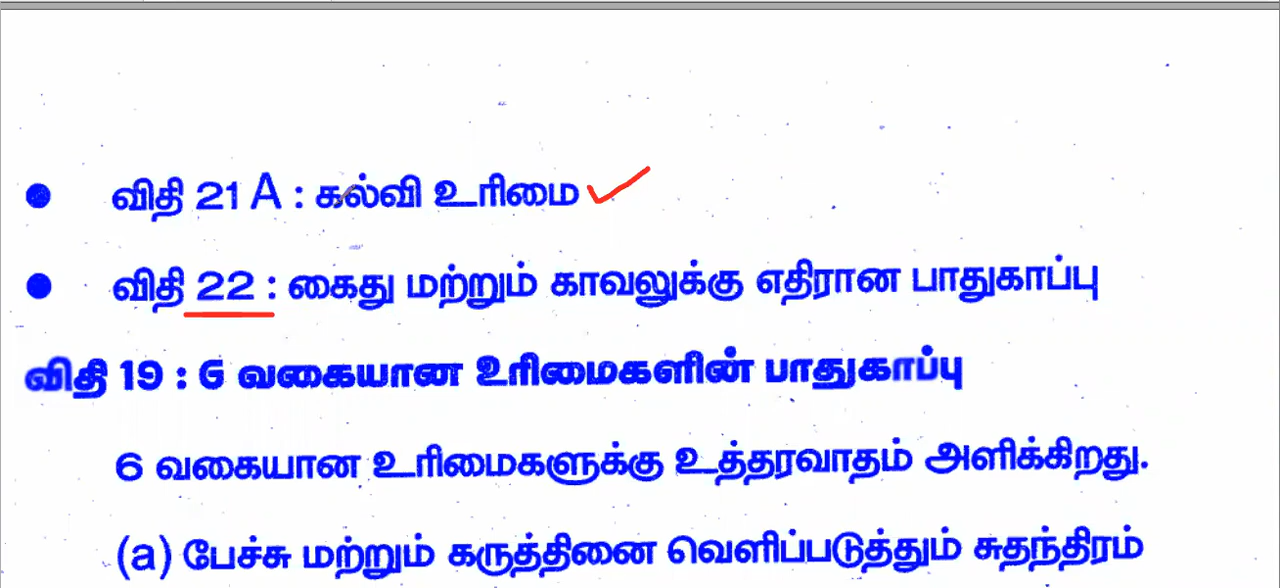 ● விதி 21 A : கல்வி உரிமை
● விதி 22 : கைது மற்றும் காவலுக்கு எதிரான பாதுகாப்பு
விதி 19 : 6 வகையான உரிமைகளின் பாதுகாப்பு
6 வகையான உரிமைகளுக்கு உத்தரவாதம் அளிக்கிறது.
(a) பேச்சு மற்றும் கருத்தினை வெளிப்படுத்தும் சுதந்திரம்